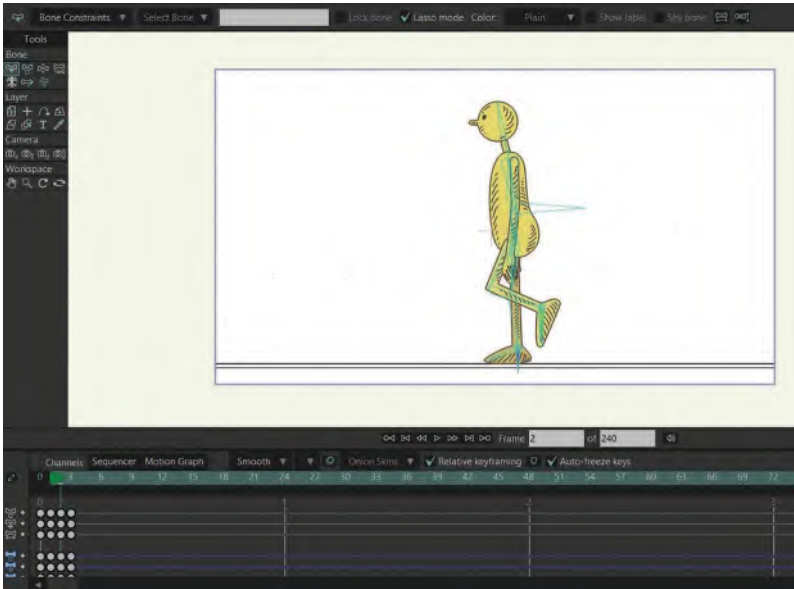 Bone Constraints ▼ Select Bone ▼ Lock bone Lasso mode Color: Plain ▼ Show label Shy bone
Tools
Bone
Layer
Camera
Workspace
Frame 2 of 240
Channels Sequencer Motion Graph Smooth ▼ ▼ Onion Skins ▼ Relative keyframing Auto-freeze keys
0 3 6 9 12 15 18 21 24 27 30 33 36 39 42 45 48 51 54 57 60 63 66 69 72
0 1 2 3